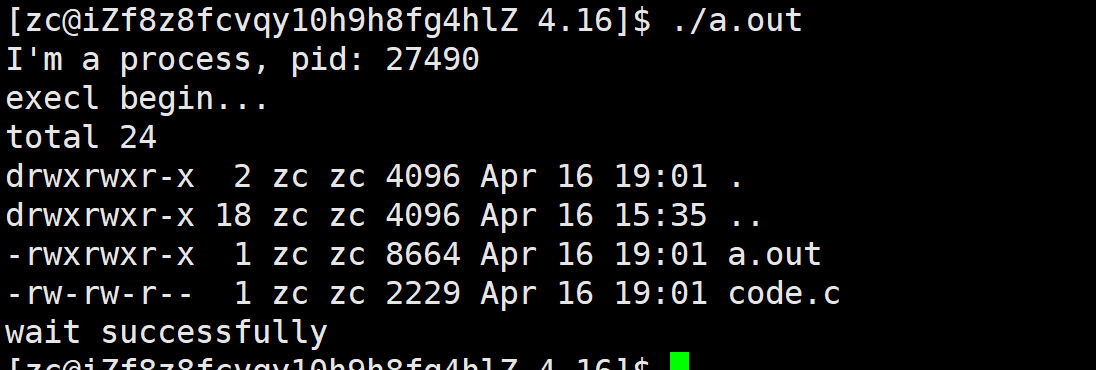 [zc@iZf8z8fcvqy10h9h8fg4hlZ 4.16]$ ./a.out
I'm a process, pid: 27490
execl begin...
total 24
drwxrwxr-x  2 zc zc 4096 Apr 16 19:01 .
drwxrwxr-x 18 zc zc 4096 Apr 16 15:35 ..
-rwxrwxr-x  1 zc zc 8664 Apr 16 19:01 a.out
-rw-rw-r--  1 zc zc 2229 Apr 16 19:01 code.c
wait successfully
[zc@iZf8z8fcvqy10h9h8fg4hlZ 4.16]$